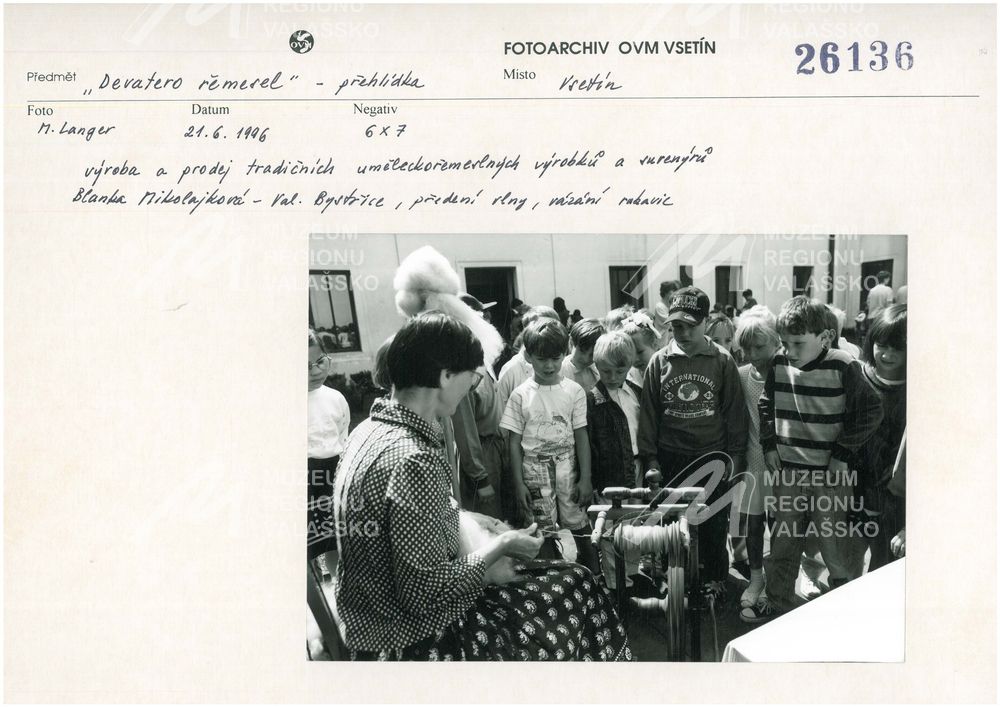 OVM
FOTOARCHIV OVM VSETÍN
26136
Předmět „Devatero řemesel" - přehlídka
Místo Vsetín
Foto Datum Negativ
M. Langer 21.6.1996 6x7
výroba a prodej tradičních uměleckořemeslných výrobků a suvenýrů
Blanka Mikolajková - Val. Bystřice, předení vlny, vázání rukavic
MUZEUM
REGIONU
VALAŠSKO
INTERNATIONAL